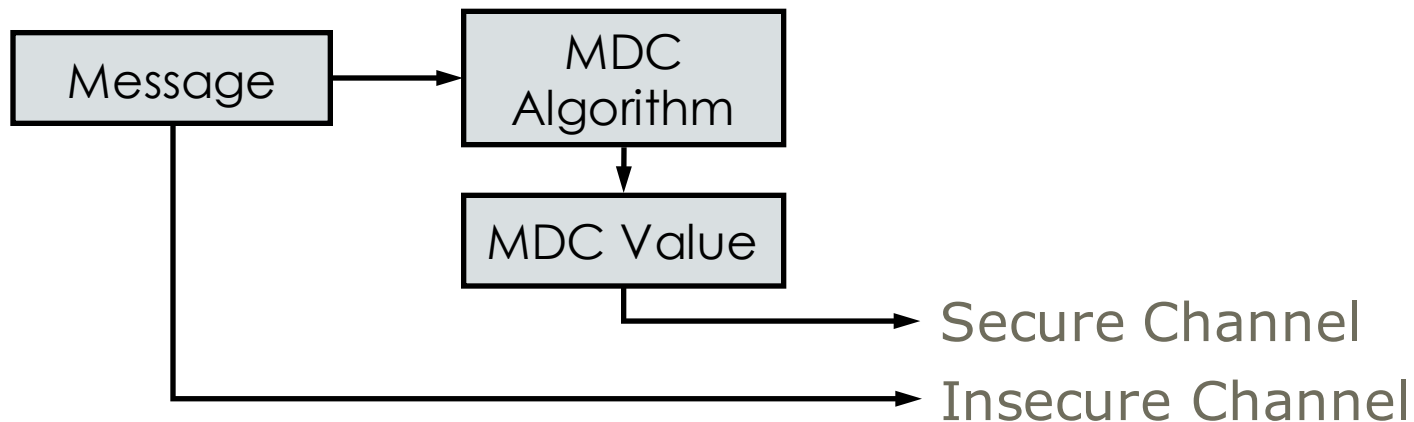 Message
MDC
Algorithm
MDC Value
Secure Channel
Insecure Channel